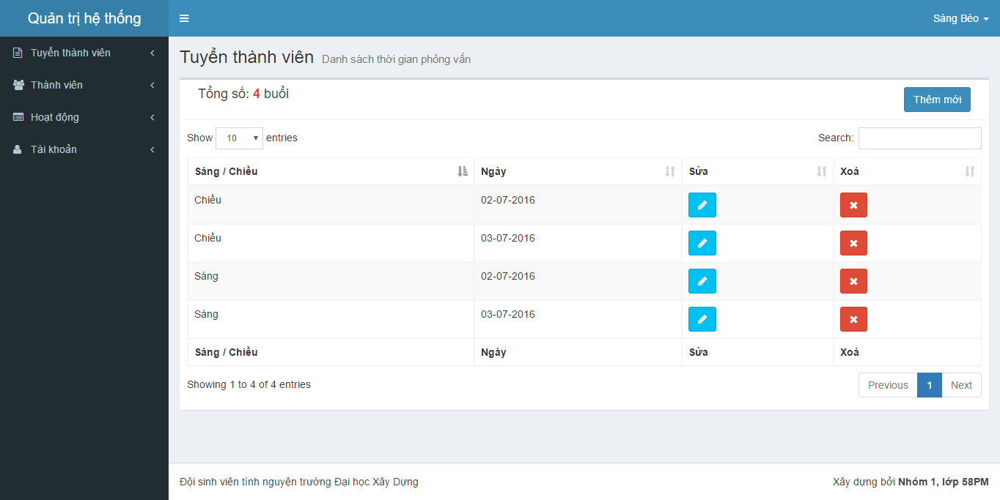 Quản trị hệ thống
Sáng Béo
Tuyển thành viên
Thành viên
Hoạt động
Tài khoản
Tuyển thành viên Danh sách thời gian phỏng vấn
Tổng số: 4 buổi
Thêm mới
Show 10 entries
Search:
Sáng / Chiều Ngày Sửa Xoá
Chiều 02-07-2016
Chiều 03-07-2016
Sáng 02-07-2016
Sáng 03-07-2016
Sáng / Chiều Ngày Sửa Xoá
Showing 1 to 4 of 4 entries
Previous 1 Next
Đội sinh viên tình nguyện trường Đại học Xây Dựng
Xây dựng bởi Nhóm 1, lớp 58PM